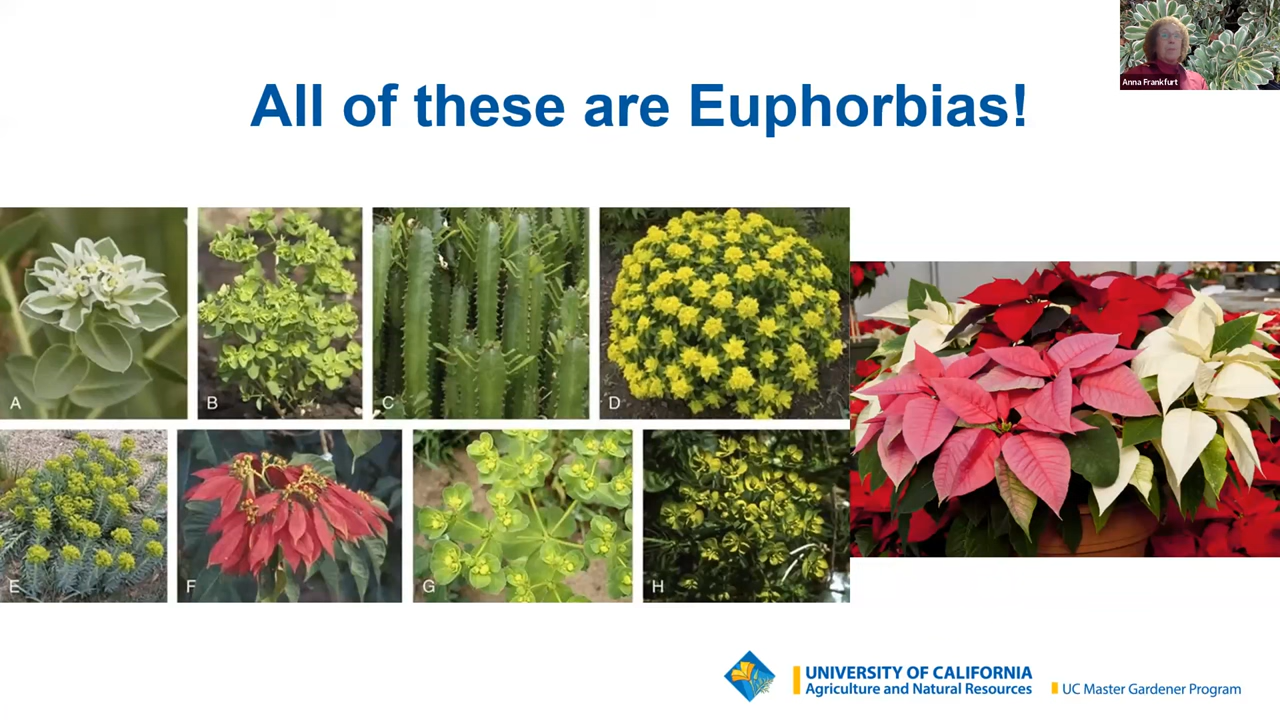 Anna Frankfurt
All of these are Euphorbias!
A
B
C
D
E
F
G
H
UNIVERSITY OF CALIFORNIA
Agriculture and Natural Resources
UC Master Gardener Program